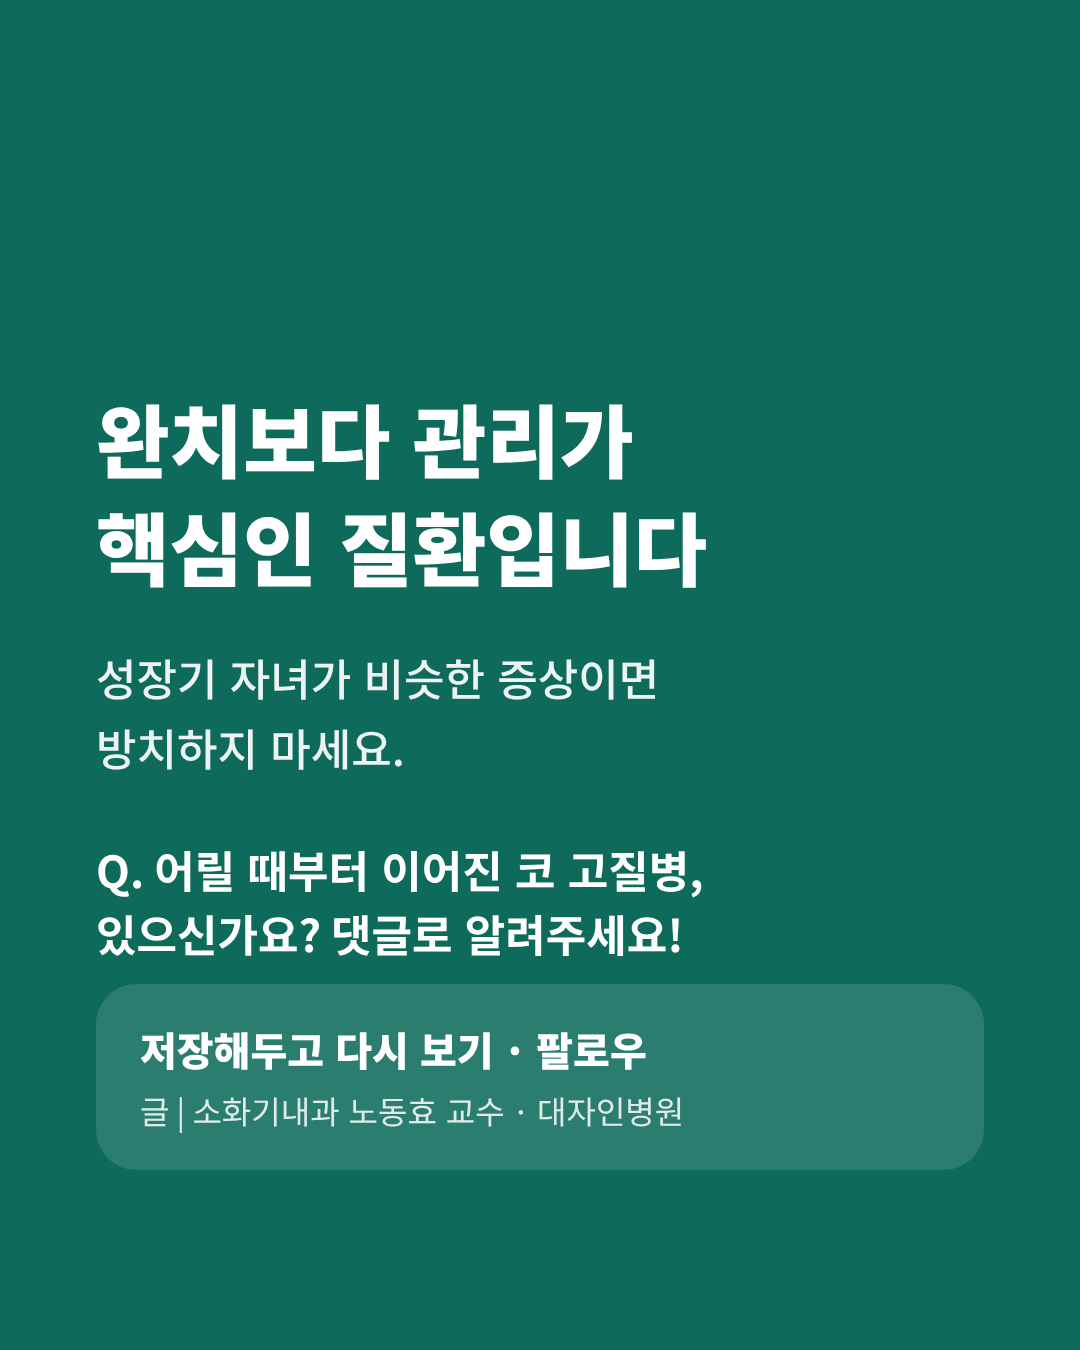 완치보다 관리가
핵심인 질환입니다
성장기 자녀가 비슷한 증상이면
방치하지 마세요.
Q. 어릴 때부터 이어진 코 고질병,
있으신가요? 댓글로 알려주세요!
저장해두고 다시 보기 · 팔로우
글 | 소화기내과 노동효 교수 · 대자인병원